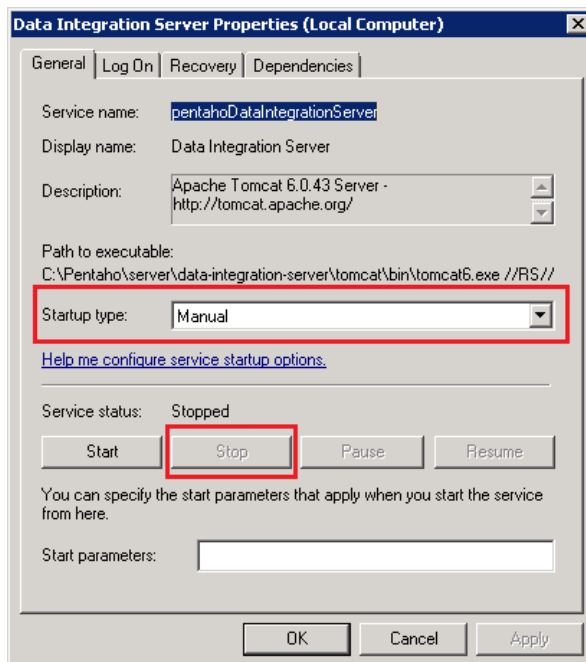 Data Integration Server Properties (Local Computer)
General Log On Recovery Dependencies
Service name: pentahoDataIntegrationServer
Display name: Data Integration Server
Description: Apache Tomcat 6.0.43 Server -
http://tomcat.apache.org/
Path to executable:
C:\Pentaho\server\data-integration-server\tomcat\bin\tomcat6.exe //RS//
Startup type: Manual
Help me configure service startup options.
Service status: Stopped
Start Stop Pause Resume
You can specify the start parameters that apply when you start the service
from here.
Start parameters:
OK Cancel Apply